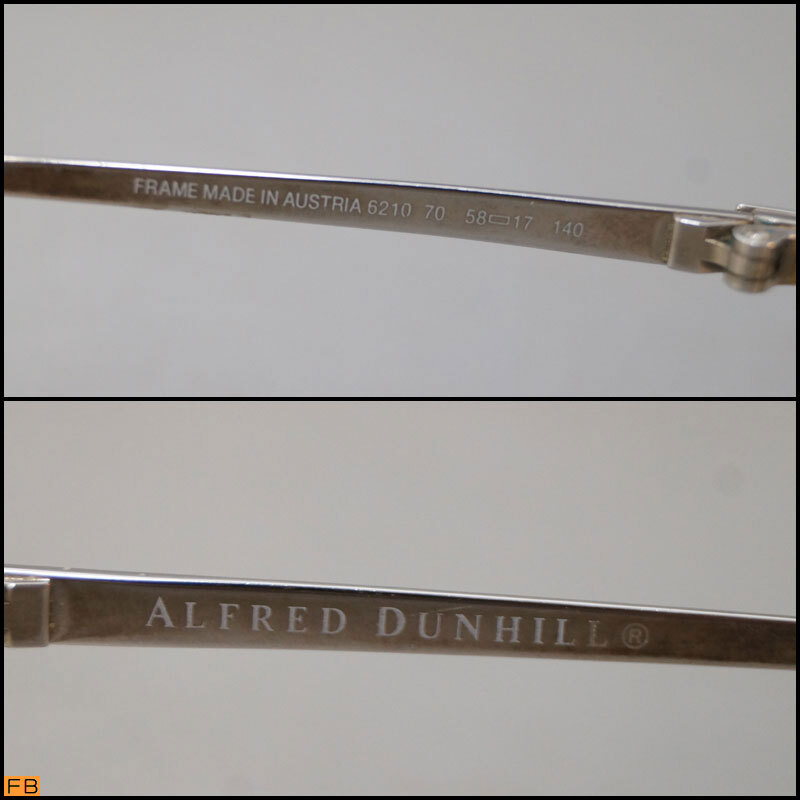 FRAME MADE IN AUSTRIA 6210 70 58▭17 140
ALFRED DUNHILL®
FB